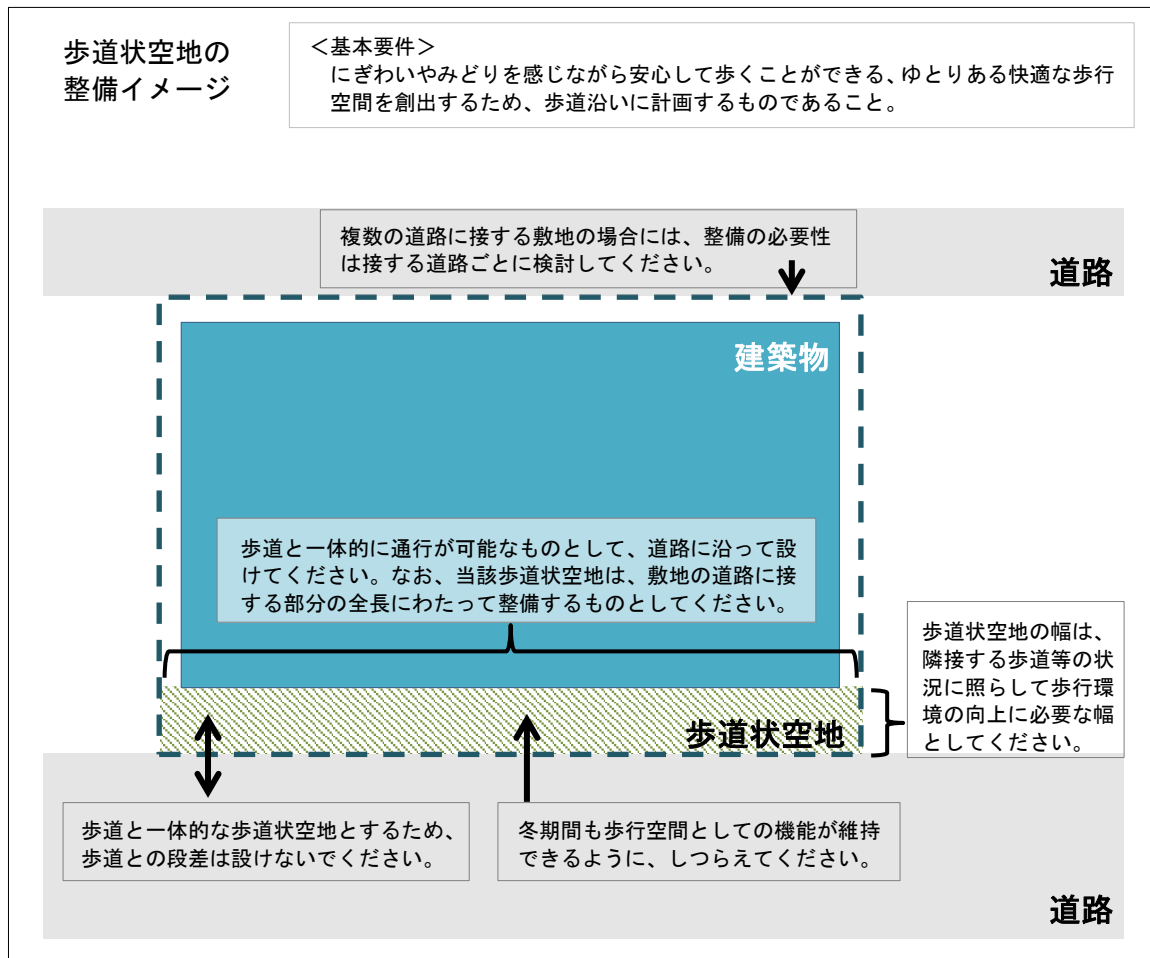 歩道状空地の
整備イメージ
＜基本要件＞
にぎわいやみどりを感じながら安心して歩くことができる、ゆとりある快適な歩行
空間を創出するため、歩道沿いに計画するものであること。
複数の道路に接する敷地の場合には、整備の必要性
は接する道路ごとに検討してください。
道路
建築物
歩道と一体的に通行が可能なものとして、道路に沿って設
けてください。なお、当該歩道状空地は、敷地の道路に接
する部分の全長にわたって整備するものとしてください。
歩道状空地の幅は、
隣接する歩道等の状
況に照らして歩行環
境の向上に必要な幅
としてください。
歩道状空地
歩道と一体的な歩道状空地とするため、
歩道との段差は設けないでください。
冬期間も歩行空間としての機能が維持
できるように、しつらえてください。
道路